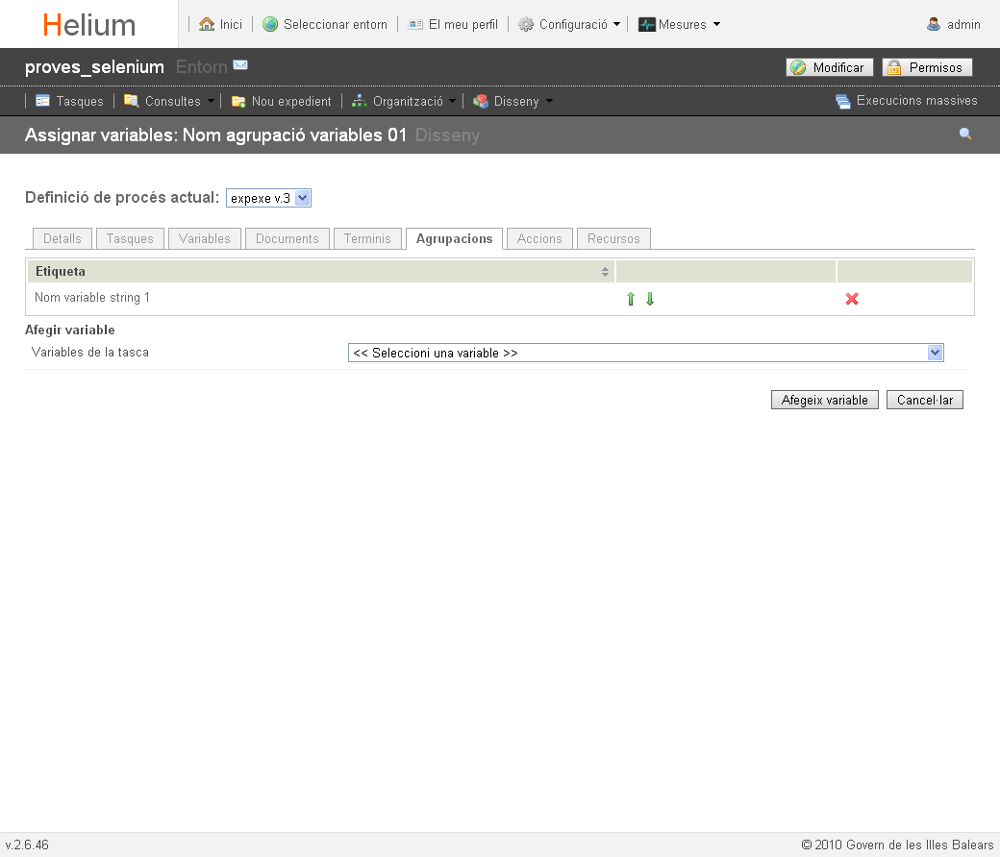 Helium
Inici
Seleccionar entorn
El meu perfil
Configuració
Mesures
admin
proves_selenium Entorn
Modificar
Permisos
Tasques
Consultes
Nou expedient
Organització
Disseny
Execucions massives
Assignar variables: Nom agrupació variables 01 Disseny
Definició de procés actual: expexe v.3
Detalls
Tasques
Variables
Documents
Terminis
Agrupacions
Accions
Recursos
Etiqueta
Nom variable string 1
Afegir variable
Variables de la tasca
<< Seleccioni una variable >>
Afegeix variable
Cancel·lar
v.2.6.46
© 2010 Govern de les Illes Balears